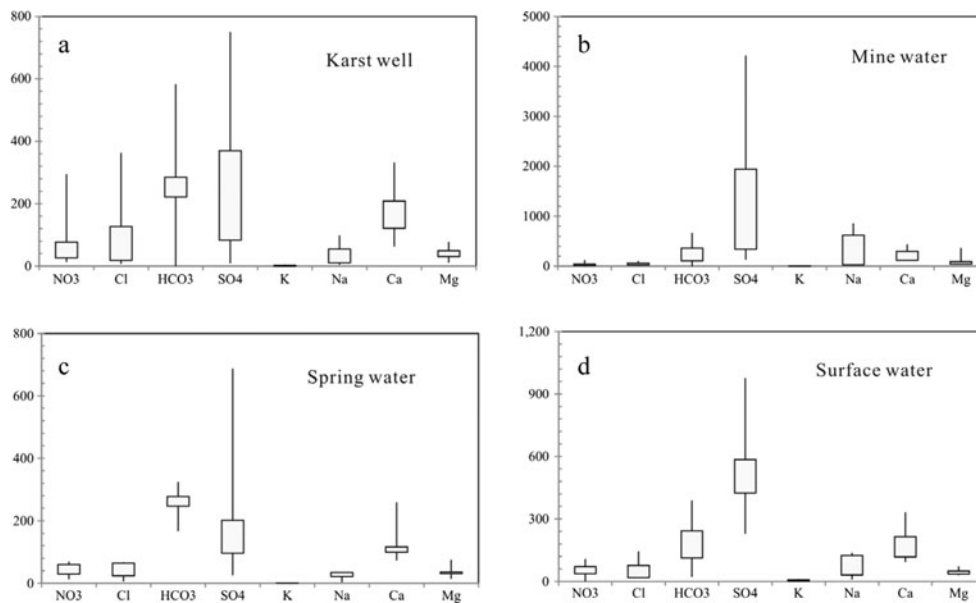 800
600
400
200
0
a
Karst well
NO3 Cl HCO3 SO4 K Na Ca Mg
5000
4000
3000
2000
1000
0
b
Mine water
NO3 Cl HCO3 SO4 K Na Ca Mg
800
600
400
200
0
c
Spring water
NO3 Cl HCO3 SO4 K Na Ca Mg
1,200
900
600
300
0
d
Surface water
NO3 Cl HCO3 SO4 K Na Ca Mg